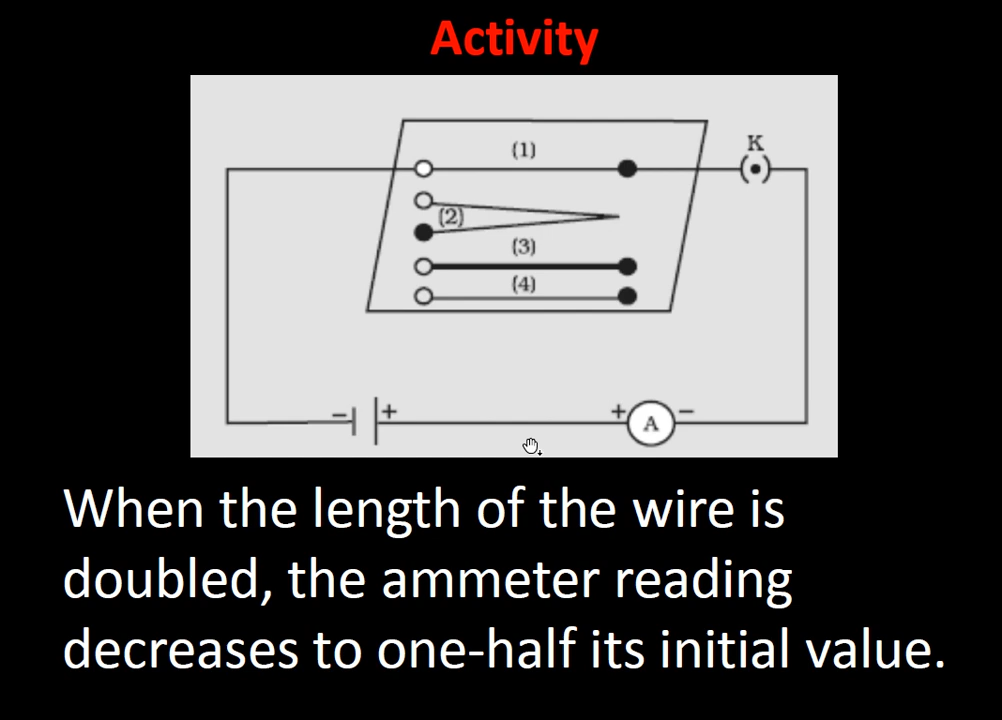 Activity
(1)
K
(2)
(3)
(4)
− +
+ A −
When the length of the wire is
doubled, the ammeter reading
decreases to one-half its initial value.